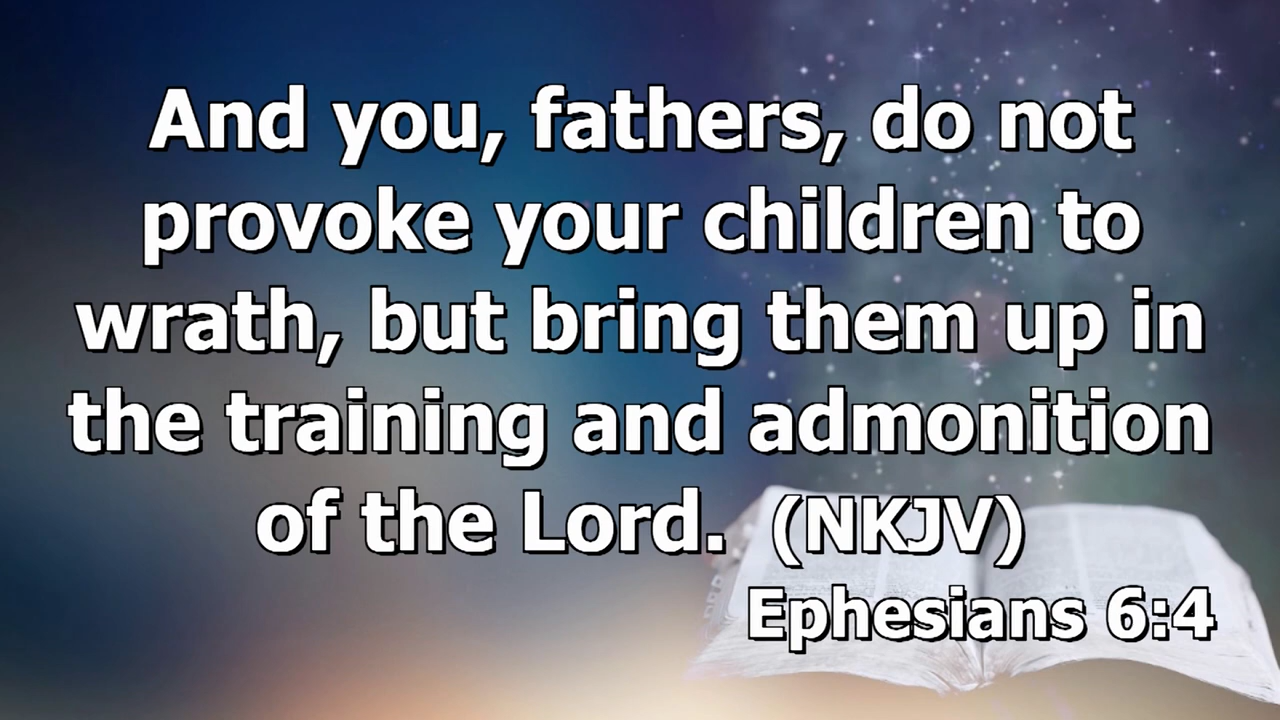 And you, fathers, do not
provoke your children to
wrath, but bring them up in
the training and admonition
of the Lord. (NKJV)
Ephesians 6:4